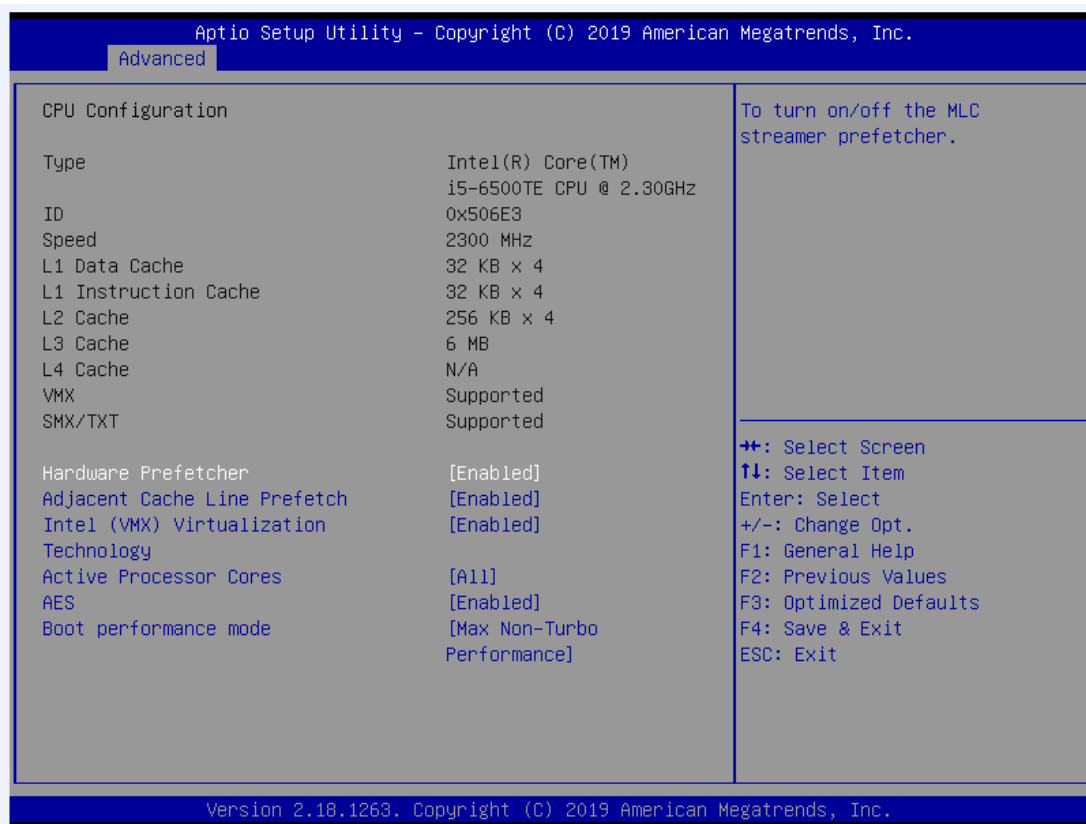 Aptio Setup Utility – Copyright (C) 2019 American Megatrends, Inc.
Advanced
CPU Configuration
Type Intel(R) Core(TM)
i5-6500TE CPU @ 2.30GHz
ID 0x506E3
Speed 2300 MHz
L1 Data Cache 32 KB x 4
L1 Instruction Cache 32 KB x 4
L2 Cache 256 KB x 4
L3 Cache 6 MB
L4 Cache N/A
VMX Supported
SMX/TXT Supported
Hardware Prefetcher [Enabled]
Adjacent Cache Line Prefetch [Enabled]
Intel (VMX) Virtualization [Enabled]
Technology
Active Processor Cores [All]
AES [Enabled]
Boot performance mode [Max Non-Turbo
Performance]
To turn on/off the MLC
streamer prefetcher.
→←: Select Screen
↑↓: Select Item
Enter: Select
+/-: Change Opt.
F1: General Help
F2: Previous Values
F3: Optimized Defaults
F4: Save & Exit
ESC: Exit
Version 2.18.1263. Copyright (C) 2019 American Megatrends, Inc.